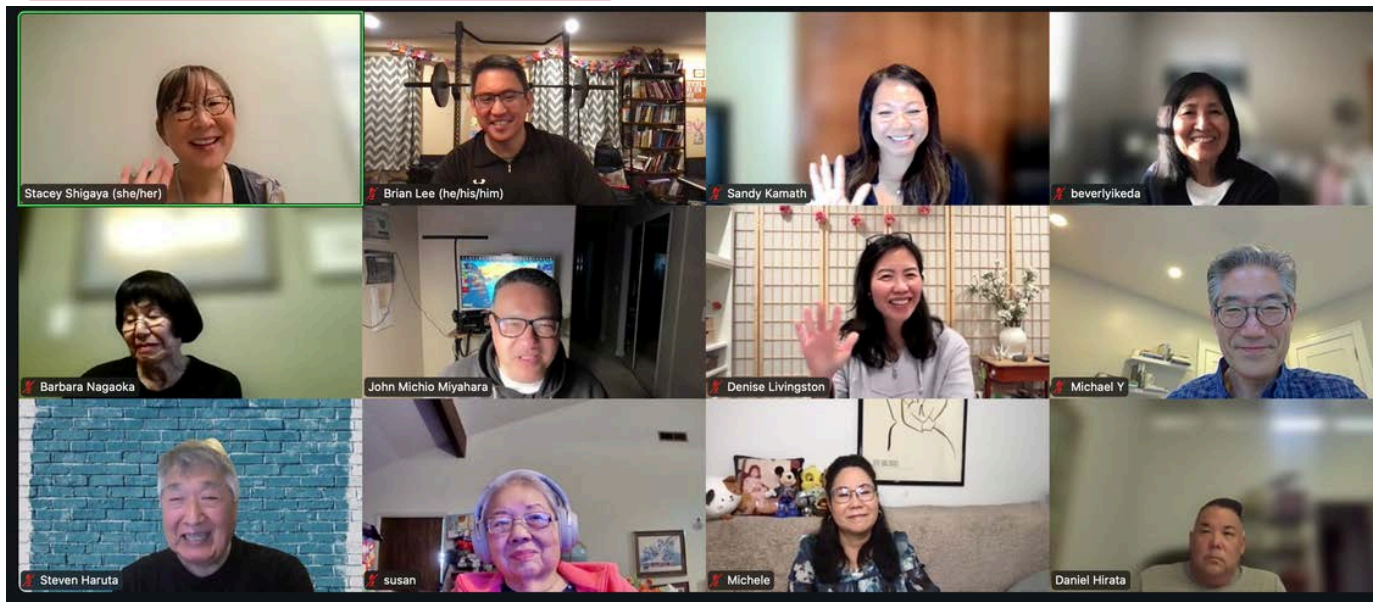 Stacey Shigaya (she/her)
Brian Lee (he/his/him)
Sandy Kamath
beverlyikeda
Barbara Nagaoka
John Michio Miyahara
Denise Livingston
Michael Y
Steven Haruta
susan
Michele
Daniel Hirata